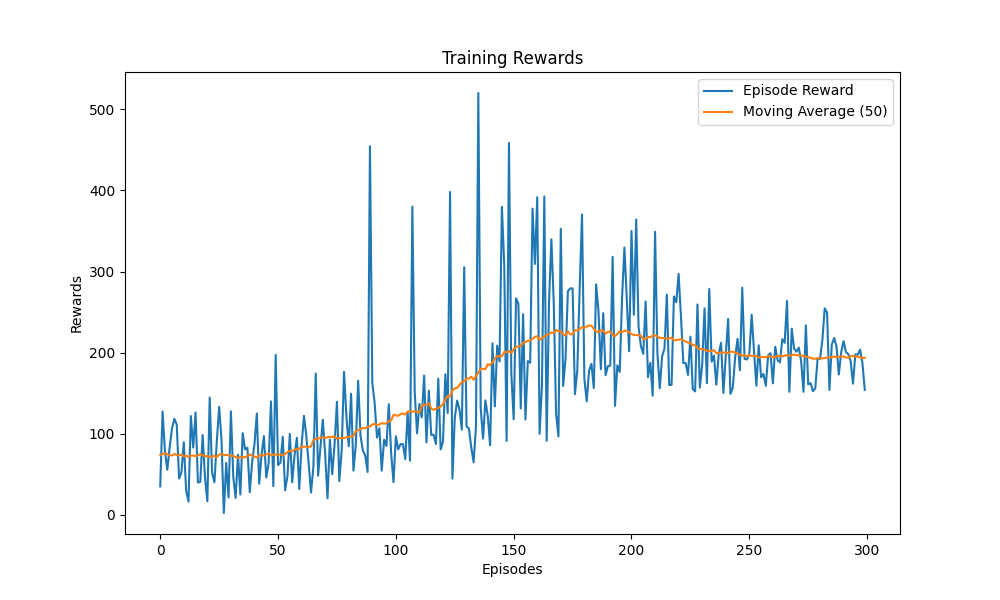 Training Rewards
Episode Reward
Moving Average (50)
500
400
300
200
100
0
Rewards
0 50 100 150 200 250 300
Episodes